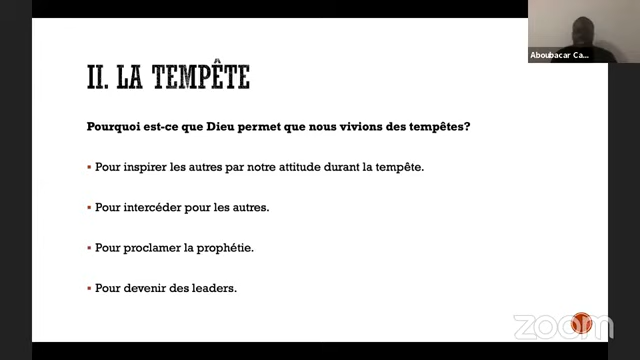 Aboubacar Ca...
II. LA TEMPÊTE
Pourquoi est-ce que Dieu permet que nous vivions des tempêtes?
▪ Pour inspirer les autres par notre attitude durant la tempête.
▪ Pour intercéder pour les autres.
▪ Pour proclamer la prophétie.
▪ Pour devenir des leaders.
zoom